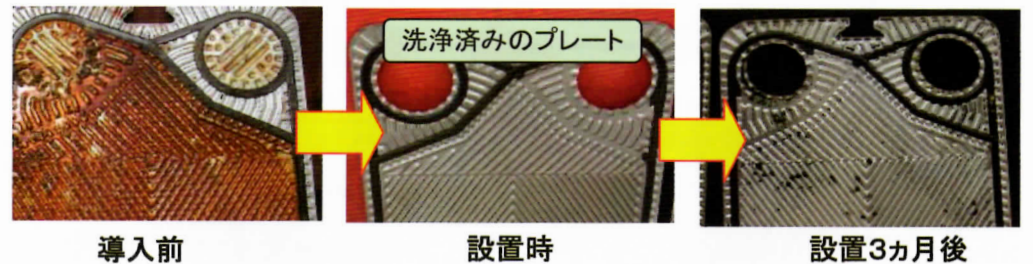 洗浄済みのプレート
導入前
設置時
設置3ヵ月後